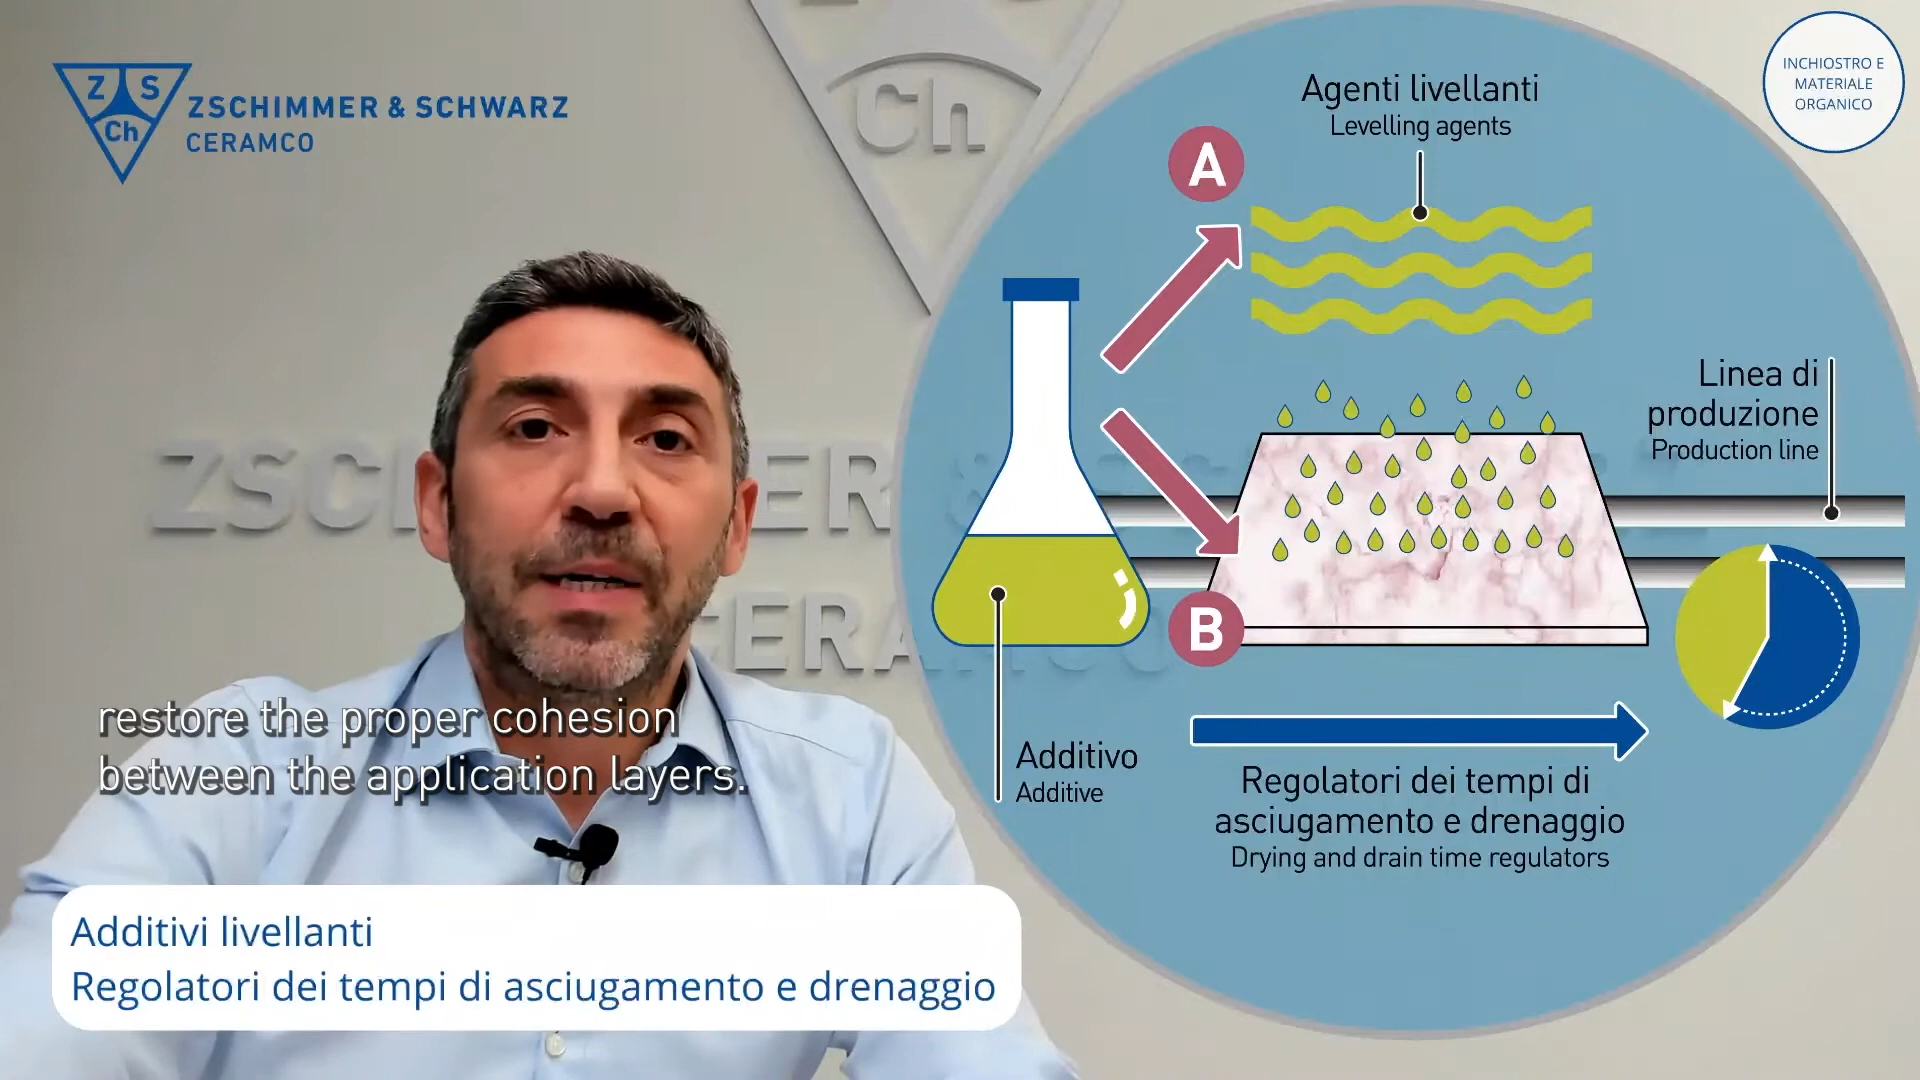 Z S
Ch
ZSCHIMMER & SCHWARZ
CERAMCO
Ch
INCHIOSTRO E
MATERIALE
ORGANICO
Agenti livellanti
Levelling agents
A
Linea di
produzione
Production line
B
Additivo
Additive
Regolatori dei tempi di
asciugamento e drenaggio
Drying and drain time regulators
restore the proper cohesion
between the application layers.
Additivi livellanti
Regolatori dei tempi di asciugamento e drenaggio